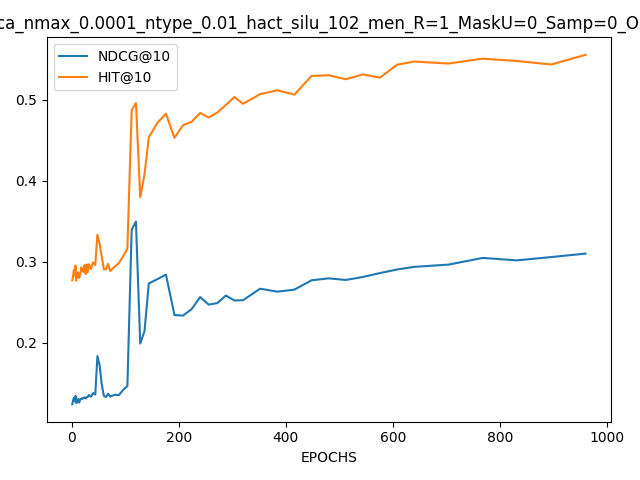 ca_nmax_0.0001_ntype_0.01_hact_silu_102_men_R=1_MaskU=0_Samp=0_O
NDCG@10
HIT@10
0.5
0.4
0.3
0.2
0 200 400 600 800 1000
EPOCHS